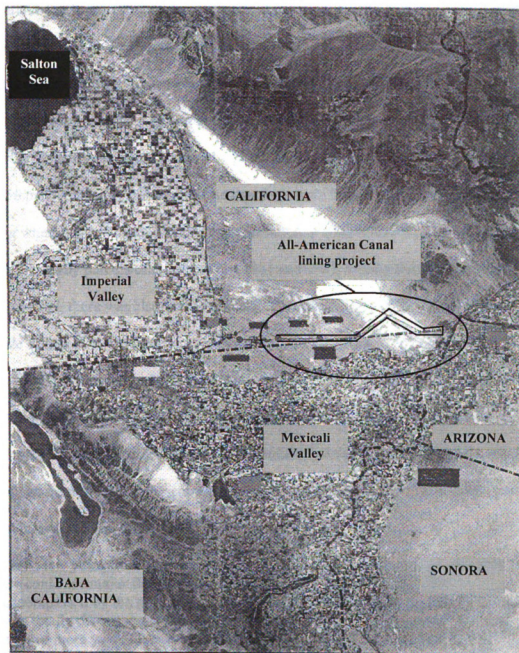 Salton
Sea
CALIFORNIA
All-American Canal
lining project
Imperial
Valley
Mexicali
Valley
ARIZONA
BAJA
CALIFORNIA
SONORA